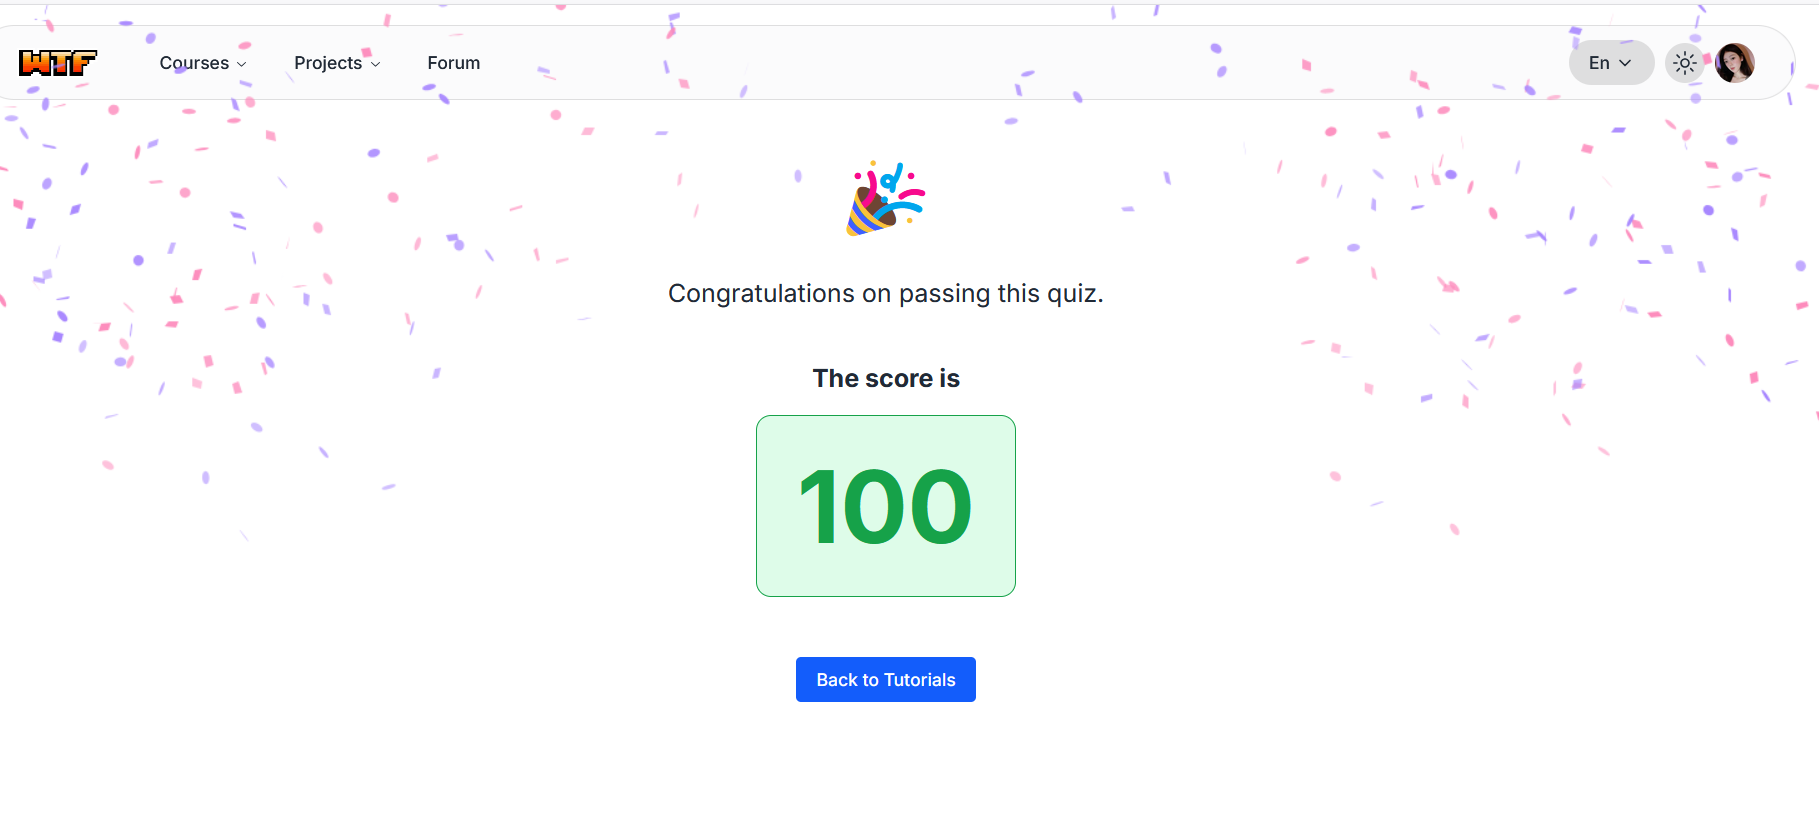 WTF
Courses
Projects
Forum
En
Congratulations on passing this quiz.
The score is
100
Back to Tutorials